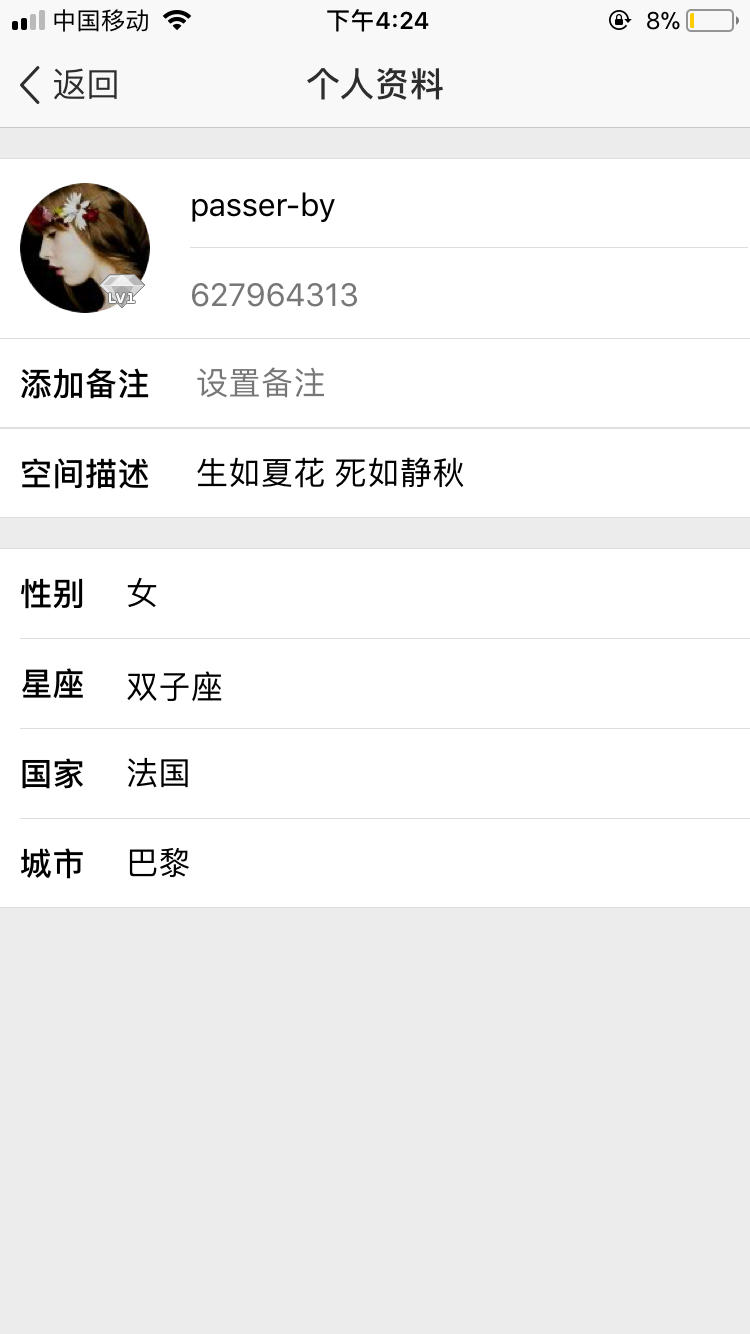 中国移动 下午4:24 8%
返回 个人资料
passer-by
LV1
627964313
添加备注 设置备注
空间描述 生如夏花 死如静秋
性别 女
星座 双子座
国家 法国
城市 巴黎